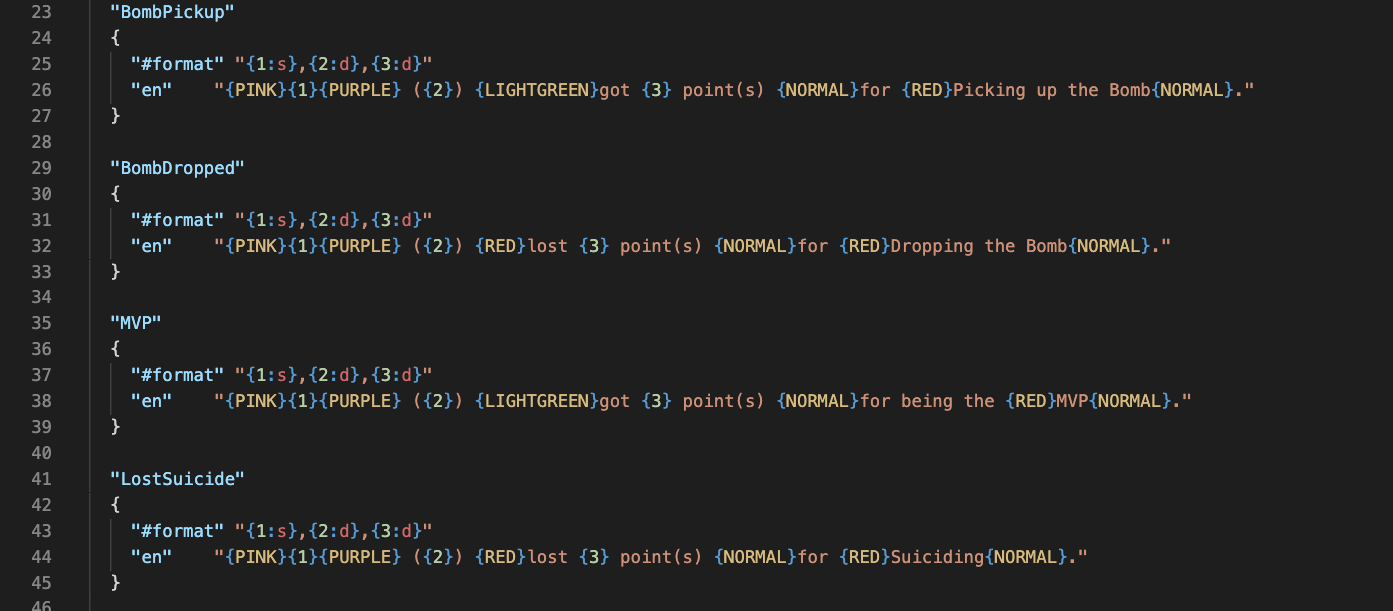 23 "BombPickup"
24 {
25 "#format" "{1:s},{2:d},{3:d}"
26 "en" "{PINK}{1}{PURPLE} ({2}) {LIGHTGREEN}got {3} point(s) {NORMAL}for {RED}Picking up the Bomb{NORMAL}."
27 }
28
29 "BombDropped"
30 {
31 "#format" "{1:s},{2:d},{3:d}"
32 "en" "{PINK}{1}{PURPLE} ({2}) {RED}lost {3} point(s) {NORMAL}for {RED}Dropping the Bomb{NORMAL}."
33 }
34
35 "MVP"
36 {
37 "#format" "{1:s},{2:d},{3:d}"
38 "en" "{PINK}{1}{PURPLE} ({2}) {LIGHTGREEN}got {3} point(s) {NORMAL}for being the {RED}MVP{NORMAL}."
39 }
40
41 "LostSuicide"
42 {
43 "#format" "{1:s},{2:d},{3:d}"
44 "en" "{PINK}{1}{PURPLE} ({2}) {RED}lost {3} point(s) {NORMAL}for {RED}Suiciding{NORMAL}."
45 }
46